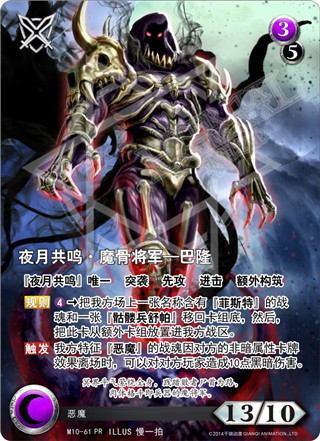 3
5
夜月共鸣·魔骨将军—巴隆
『夜月共鸣』唯一 突袭 先攻 进击 额外构筑
规则 4→把我方场上一张名称含有『菲斯特』的战
魂和一张『骷髅兵舒帕』移回卡组底，然后，
把此卡从额外卡组放置进我方战区。
触发 我方特征『恶魔』的战魂因对方的非暗属性卡牌
效果离场时，可以对对方玩家造成10点黑暗伤害。
恶魔
13/10
M10-61 PR ILLUS 慢一拍
©2014千骐动漫 QIANQI ANIMATION.,LTD